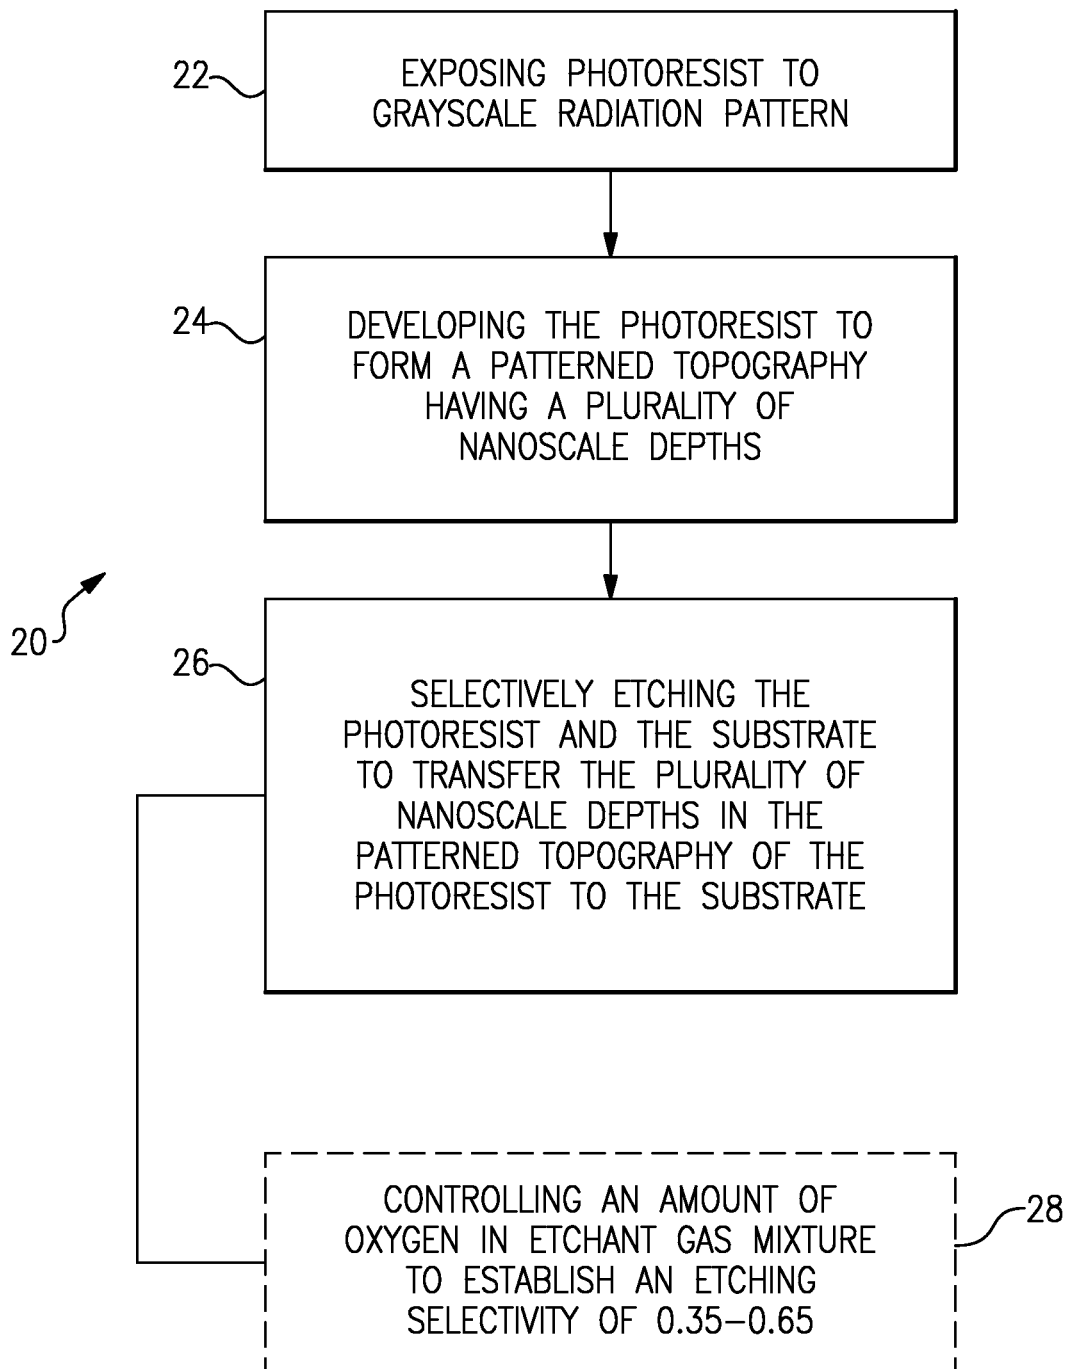 22
EXPOSING PHOTORESIST TO
GRAYSCALE RADIATION PATTERN
24
DEVELOPING THE PHOTORESIST TO
FORM A PATTERNED TOPOGRAPHY
HAVING A PLURALITY OF
NANOSCALE DEPTHS
20
26
SELECTIVELY ETCHING THE
PHOTORESIST AND THE SUBSTRATE
TO TRANSFER THE PLURALITY OF
NANOSCALE DEPTHS IN THE
PATTERNED TOPOGRAPHY OF THE
PHOTORESIST TO THE SUBSTRATE
CONTROLLING AN AMOUNT OF
OXYGEN IN ETCHANT GAS MIXTURE
TO ESTABLISH AN ETCHING
SELECTIVITY OF 0.35–0.65
28